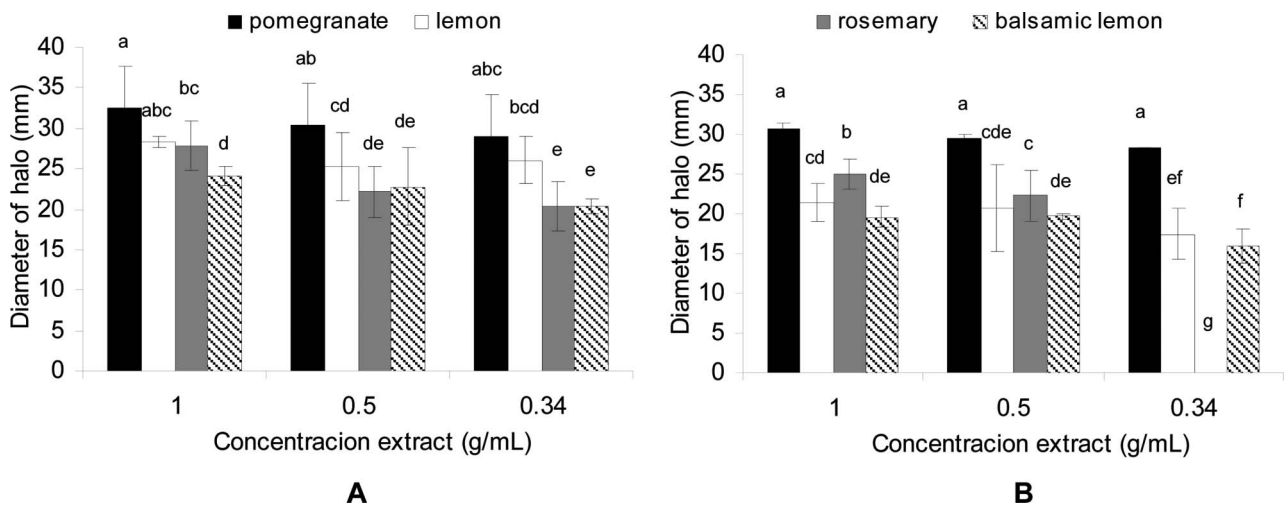 pomegranate lemon
Diameter of halo (mm)
40
35
30
25
20
15
10
5
0
a
abc
bc
d
ab
cd
de
de
abc
bcd
e
e
1 0.5 0.34
Concentracion extract (g/mL)
A
rosemary balsamic lemon
Diameter of halo (mm)
40
35
30
25
20
15
10
5
0
a
cd
b
de
a
cde
c
de
a
ef
g
f
1 0.5 0.34
Concentracion extract (g/mL)
B